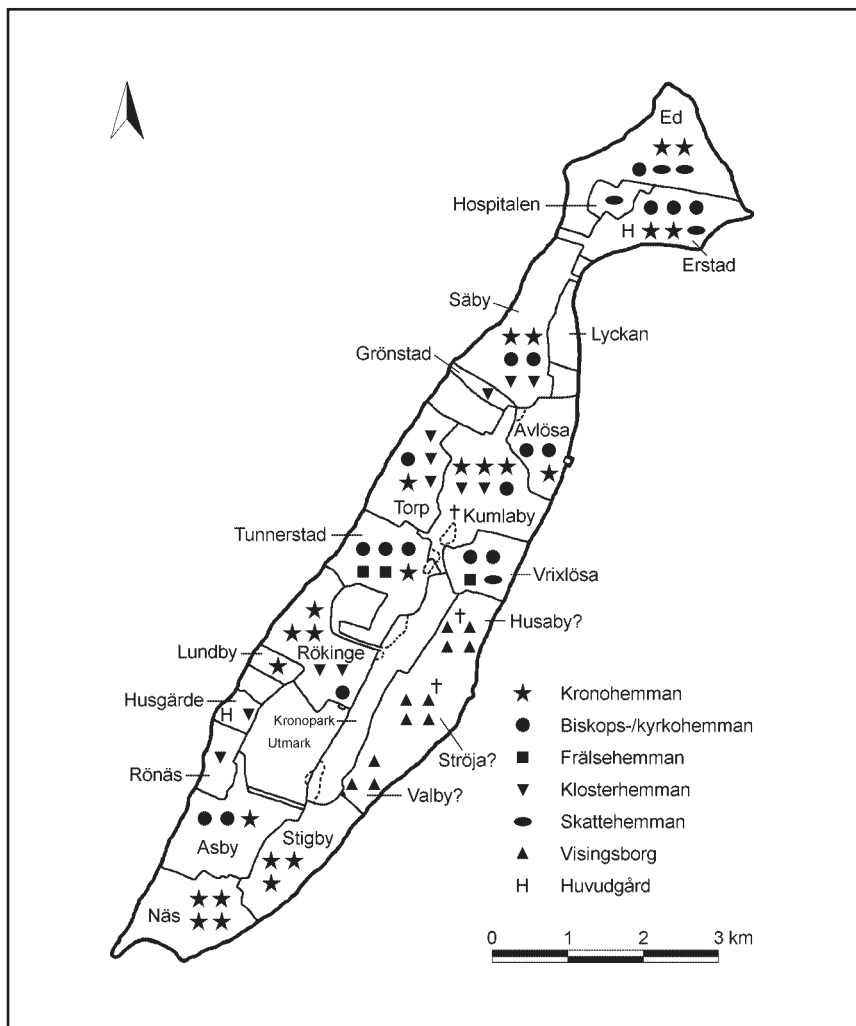 Ed
Hospitalen
H
Erstad
Säby
Lyckan
Grönstad
Avlösa
Torp
Kumlaby
Tunnerstad
Vrixlösa
Husaby?
Rökinge
Lundby
Husgärde
H
Kronopark
Utmark
Ströja?
Rönäs
Valby?
Asby
Stigby
Näs
Kronohemman
Biskops-/kyrkohemman
Frälsehemman
Klosterhemman
Skattehemman
Visingsborg
H Huvudgård
0 1 2 3 km